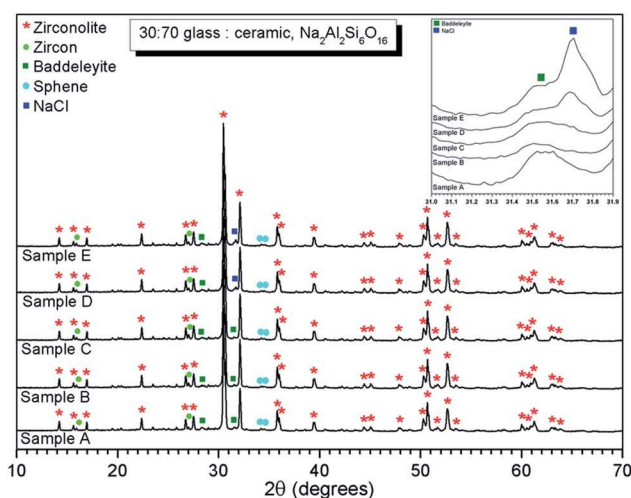 Zirconolite
Zircon
Baddeleyite
Sphene
NaCl
30:70 glass : ceramic, Na₂Al₂Si₆O₁₆
Baddeleyite
NaCl
Sample E
Sample D
Sample C
Sample B
Sample A
31.0 31.1 31.2 31.3 31.4 31.5 31.6 31.7 31.8 31.9
Sample E
Sample D
Sample C
Sample B
Sample A
10 20 30 40 50 60 70
2θ (degrees)